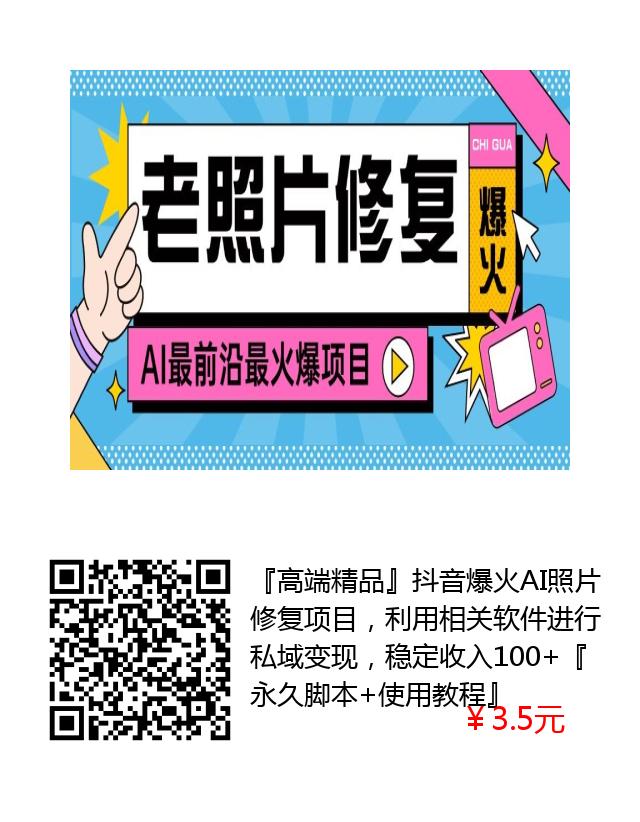 CHI GUA
老照片修复
爆火
AI最前沿最火爆项目
『高端精品』抖音爆火AI照片
修复项目，利用相关软件进行
私域变现，稳定收入100+『
永久脚本+使用教程』
￥3.5元